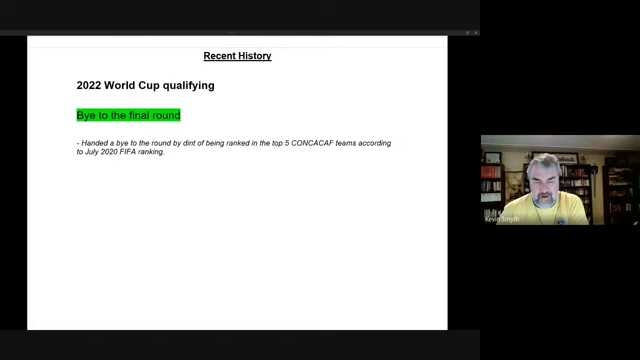 Recent History
2022 World Cup qualifying
Bye to the final round
- Handed a bye to the round by dint of being ranked in the top 5 CONCACAF teams according
to July 2020 FIFA ranking.
Kevin Smyth